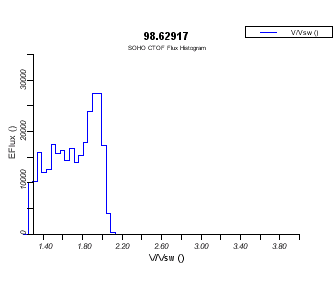 98.62917
V/Vsw ()
SOHO CTOF Flux Histogram
EFlux ()
30000
20000
10000
0
1.40 1.80 2.20 2.60 3.00 3.40 3.80
V/Vsw ()